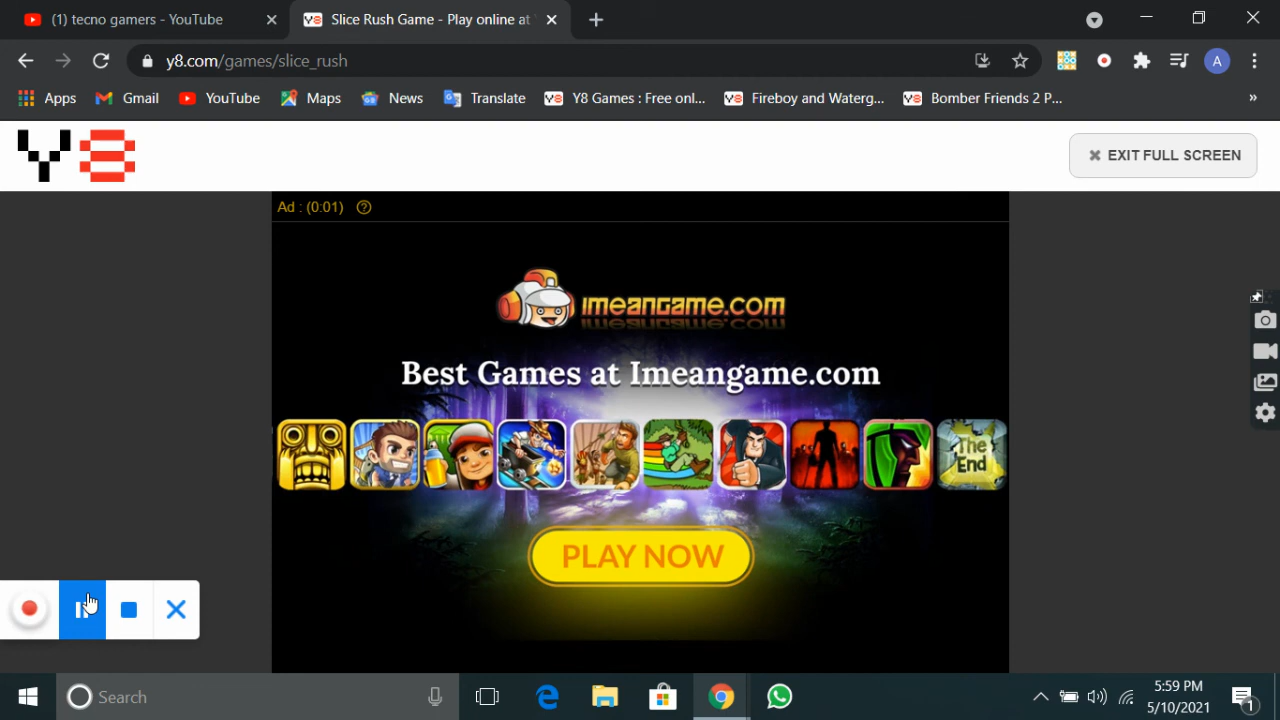 (1) tecno gamers - YouTube
Slice Rush Game - Play online at
y8.com/games/slice_rush
A
Apps Gmail YouTube Maps News Translate Y8 Games : Free onl... Fireboy and Waterg... Bomber Friends 2 P... »
Y8
EXIT FULL SCREEN
Ad : (0:01) ?
imeangame.com
Best Games at Imeangame.com
The
End
PLAY NOW
Search
5:59 PM
5/10/2021
1